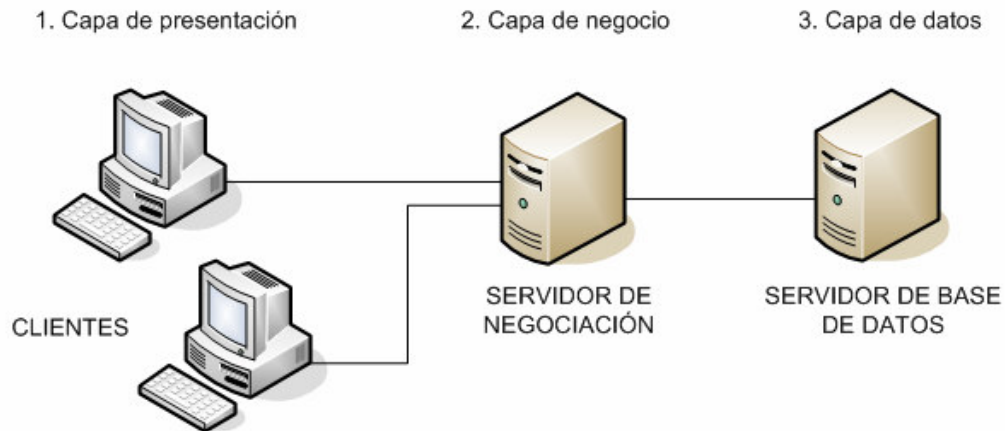 1. Capa de presentación
2. Capa de negocio
3. Capa de datos
CLIENTES
SERVIDOR DE
NEGOCIACIÓN
SERVIDOR DE BASE
DE DATOS